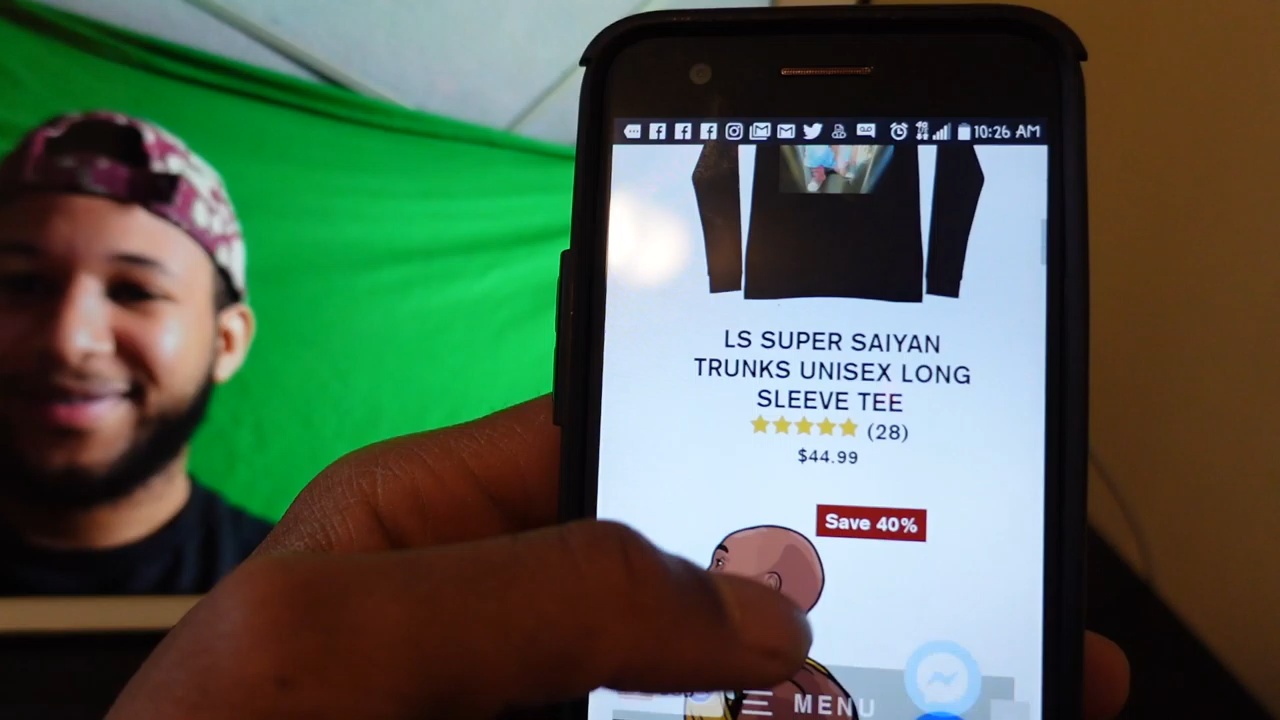 10:26 AM
LS SUPER SAIYAN
TRUNKS UNISEX LONG
SLEEVE TEE
(28)
$44.99
Save 40%
MENU